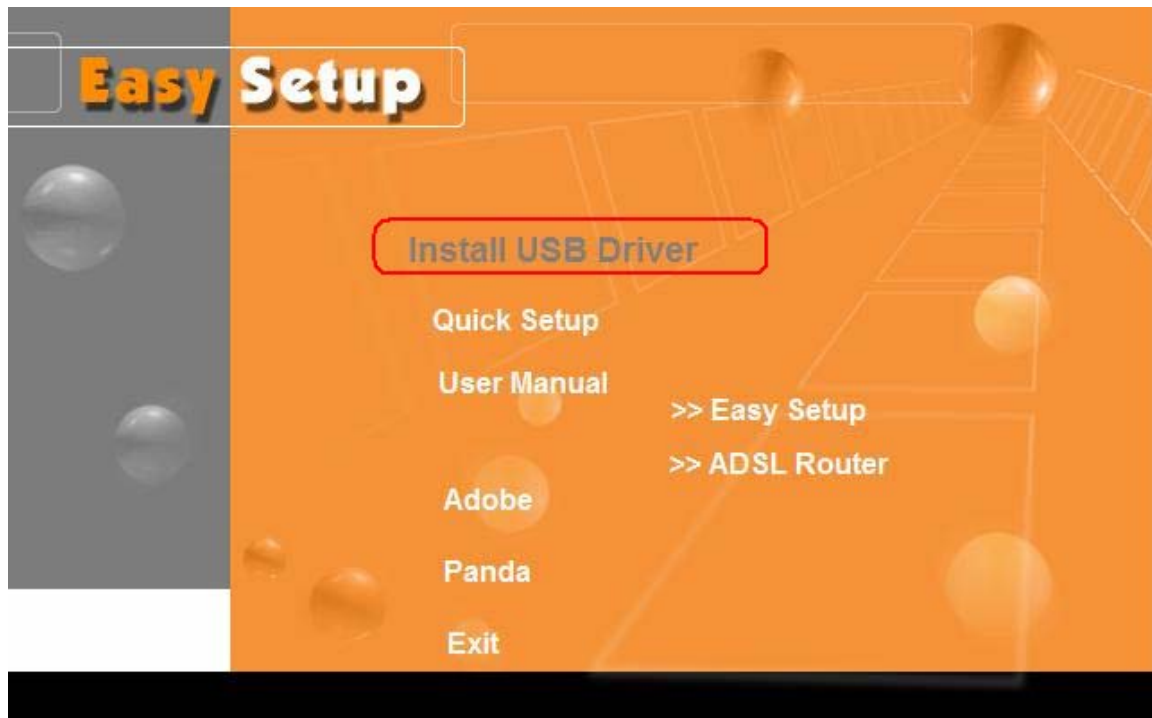 Easy Setup
Install USB Driver
Quick Setup
User Manual
>> Easy Setup
>> ADSL Router
Adobe
Panda
Exit